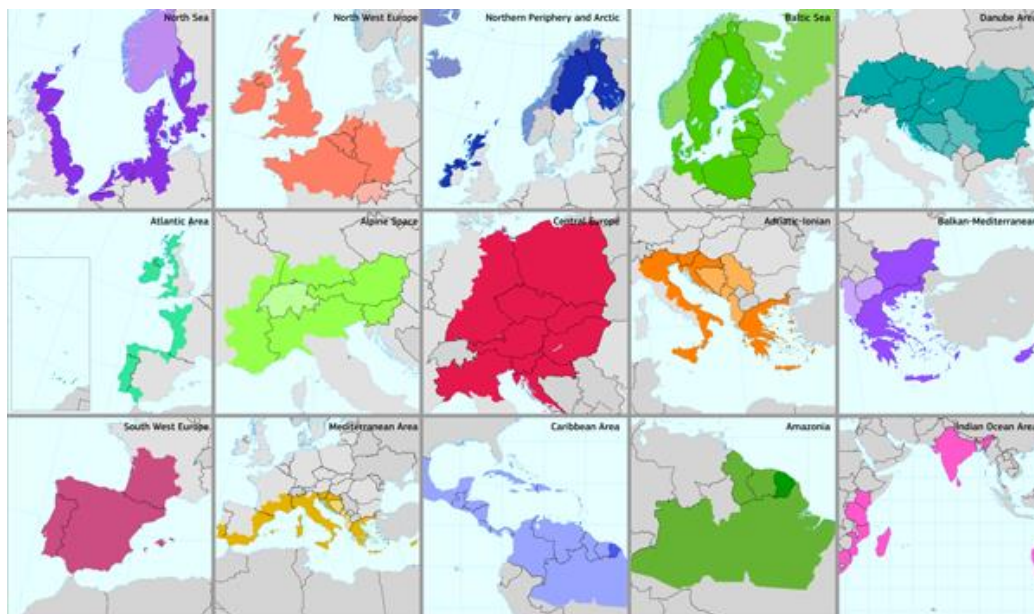 North Sea
North West Europe
Northern Periphery and Arctic
Baltic Sea
Danube Area
Atlantic Area
Alpine Space
Central Europe
Adriatic-Ionian
Balkan-Mediterranean
South West Europe
Mediterranean Area
Caribbean Area
Amazonia
Indian Ocean Area